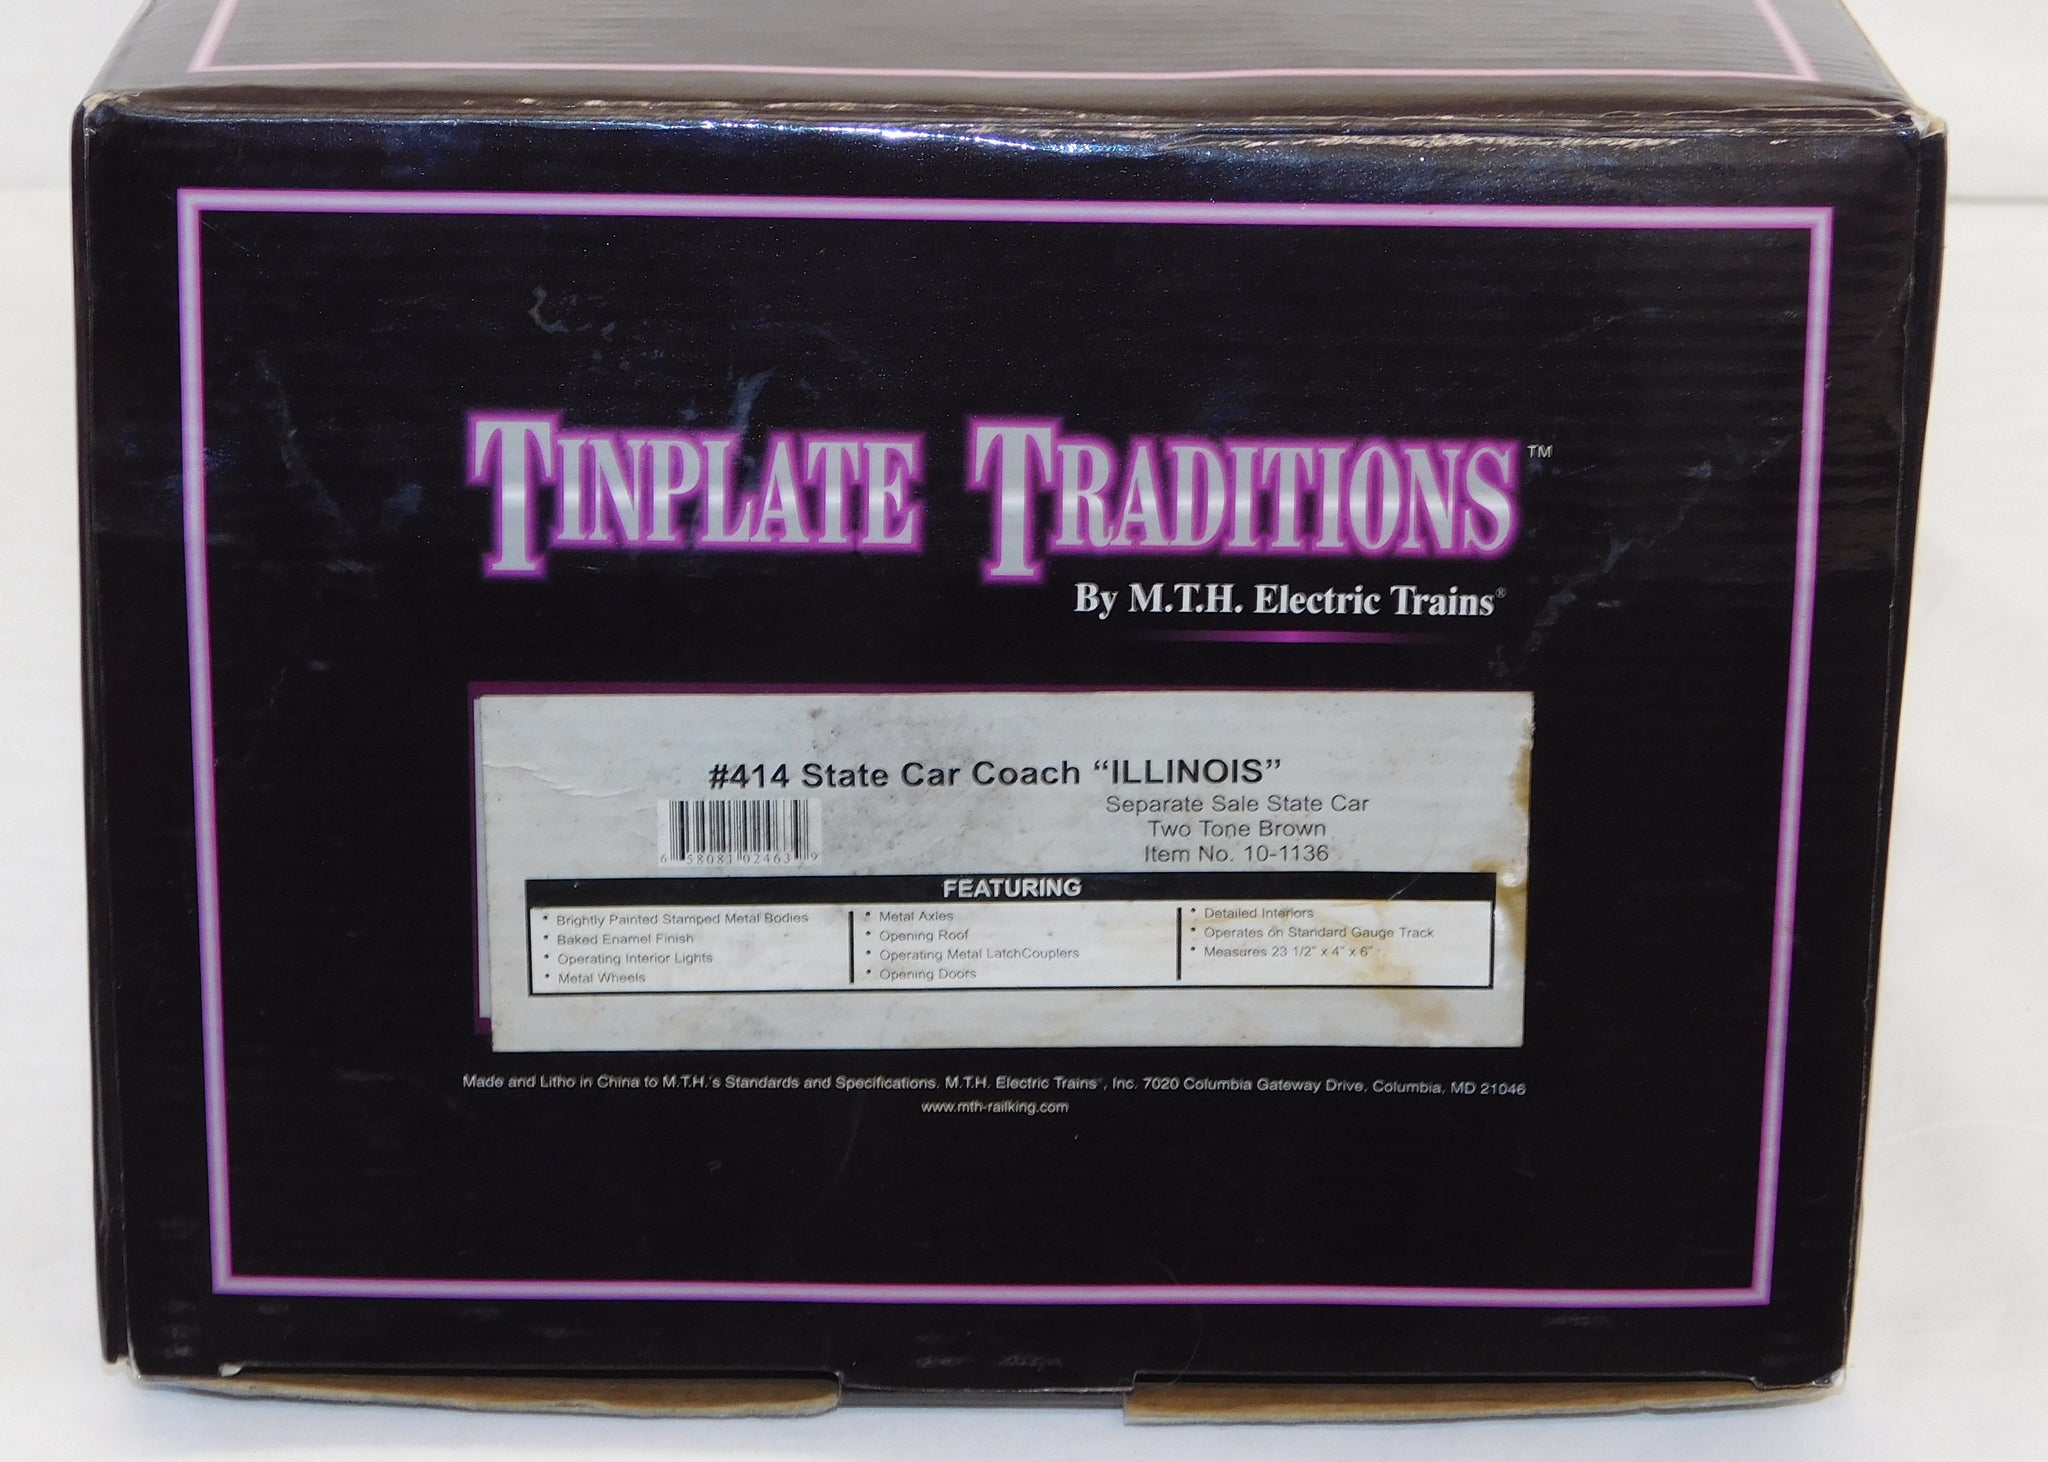 TINPLATE TRADITIONS™
By M.T.H. Electric Trains®
#414 State Car Coach “ILLINOIS”
Separate Sale State Car
Two Tone Brown
Item No. 10-1136
6 58081 02463 9
FEATURING
• Brightly Painted Stamped Metal Bodies
• Baked Enamel Finish
• Operating Interior Lights
• Metal Wheels
• Metal Axles
• Opening Roof
• Operating Metal LatchCouplers
• Opening Doors
• Detailed Interiors
• Operates on Standard Gauge Track
• Measures 23 1/2" x 4" x 6"
Made and Litho in China to M.T.H.'s Standards and Specifications. M.T.H. Electric Trains®, Inc. 7020 Columbia Gateway Drive, Columbia, MD 21046
www.mth-railking.com